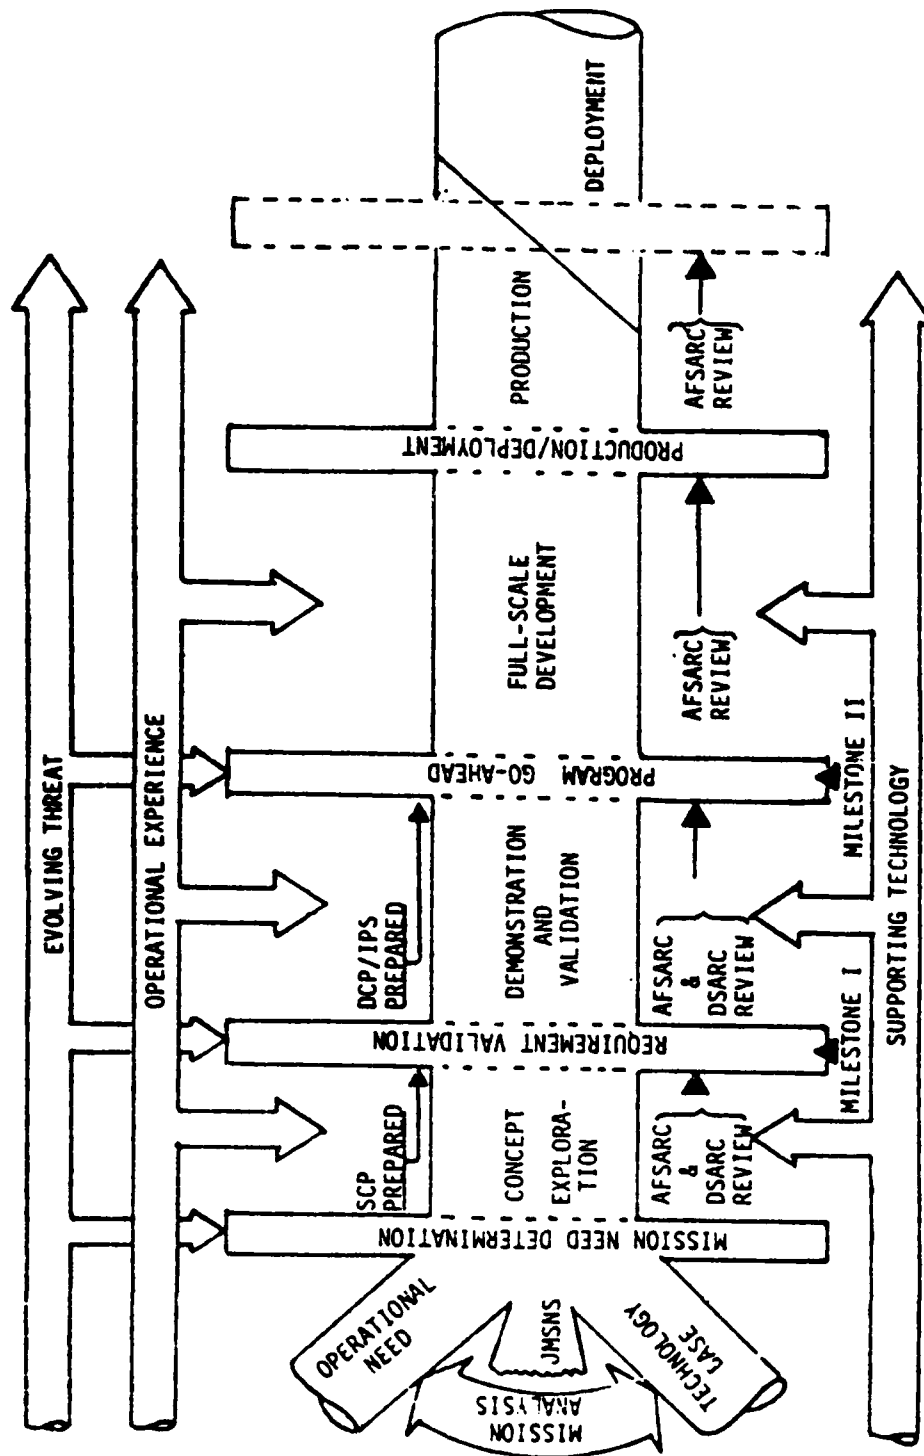 EVOLVING THREAT
OPERATIONAL EXPERIENCE
OPERATIONAL
NEED
JMSNS
TECHNOLOGY
CASE
MISSION
ANALYSIS
MISSION NEED DETERMINATION
SCP
PREPARED
CONCEPT
EXPLORA-
TION
AFSARC
&
DSARC
REVIEW
REQUIREMENT VALIDATION
MILESTONE I
DCP/IPS
PREPARED
DEMONSTRATION
AND
VALIDATION
AFSARC
&
DSARC
REVIEW
PROGRAM GO-AHEAD
MILESTONE II
FULL-SCALE
DEVELOPMENT
AFSARC
REVIEW
PRODUCTION/DEPLOYMENT
PRODUCTION
AFSARC
REVIEW
DEPLOYMENT
SUPPORTING TECHNOLOGY